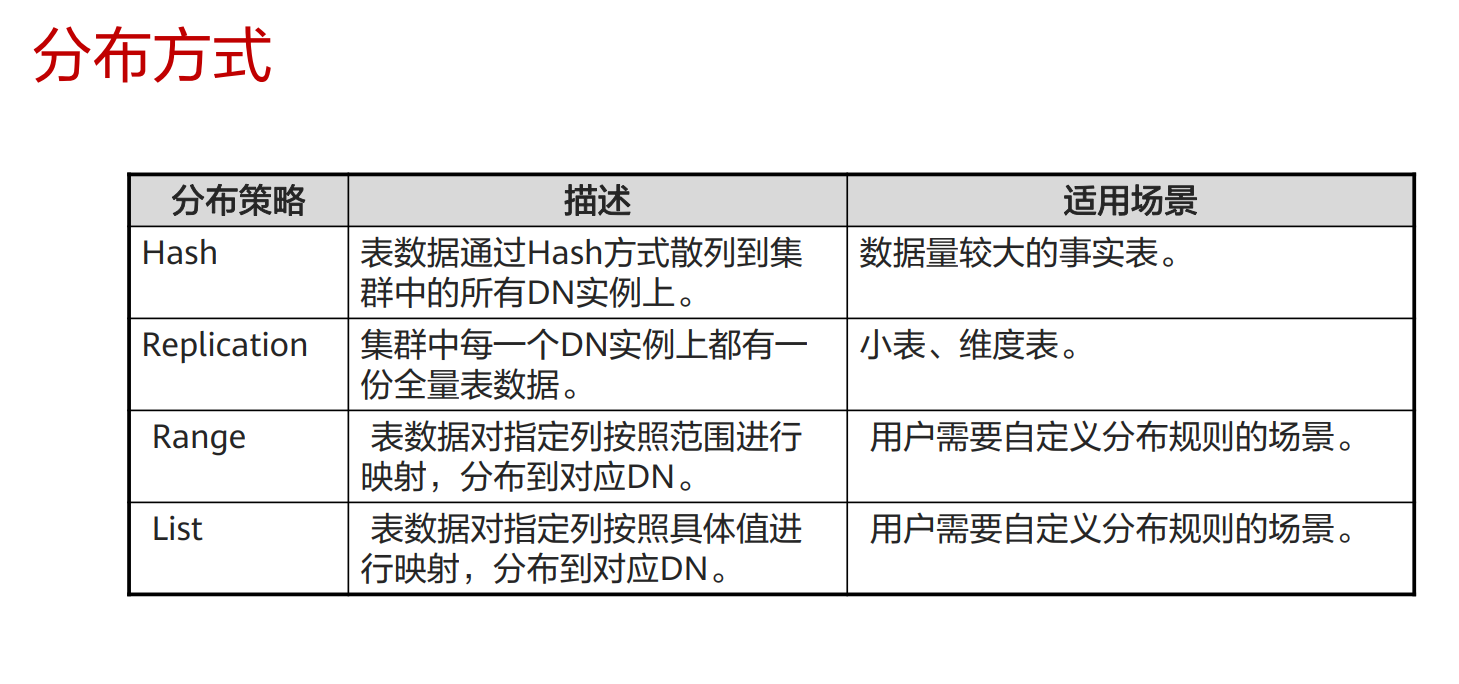 分布方式
分布策略 描述 适用场景
Hash 表数据通过Hash方式散列到集 数据量较大的事实表。
群中的所有DN实例上。
Replication 集群中每一个DN实例上都有一 小表、维度表。
份全量表数据。
Range 表数据对指定列按照范围进行 用户需要自定义分布规则的场景。
映射，分布到对应DN。
List 表数据对指定列按照具体值进 用户需要自定义分布规则的场景。
行映射，分布到对应DN。